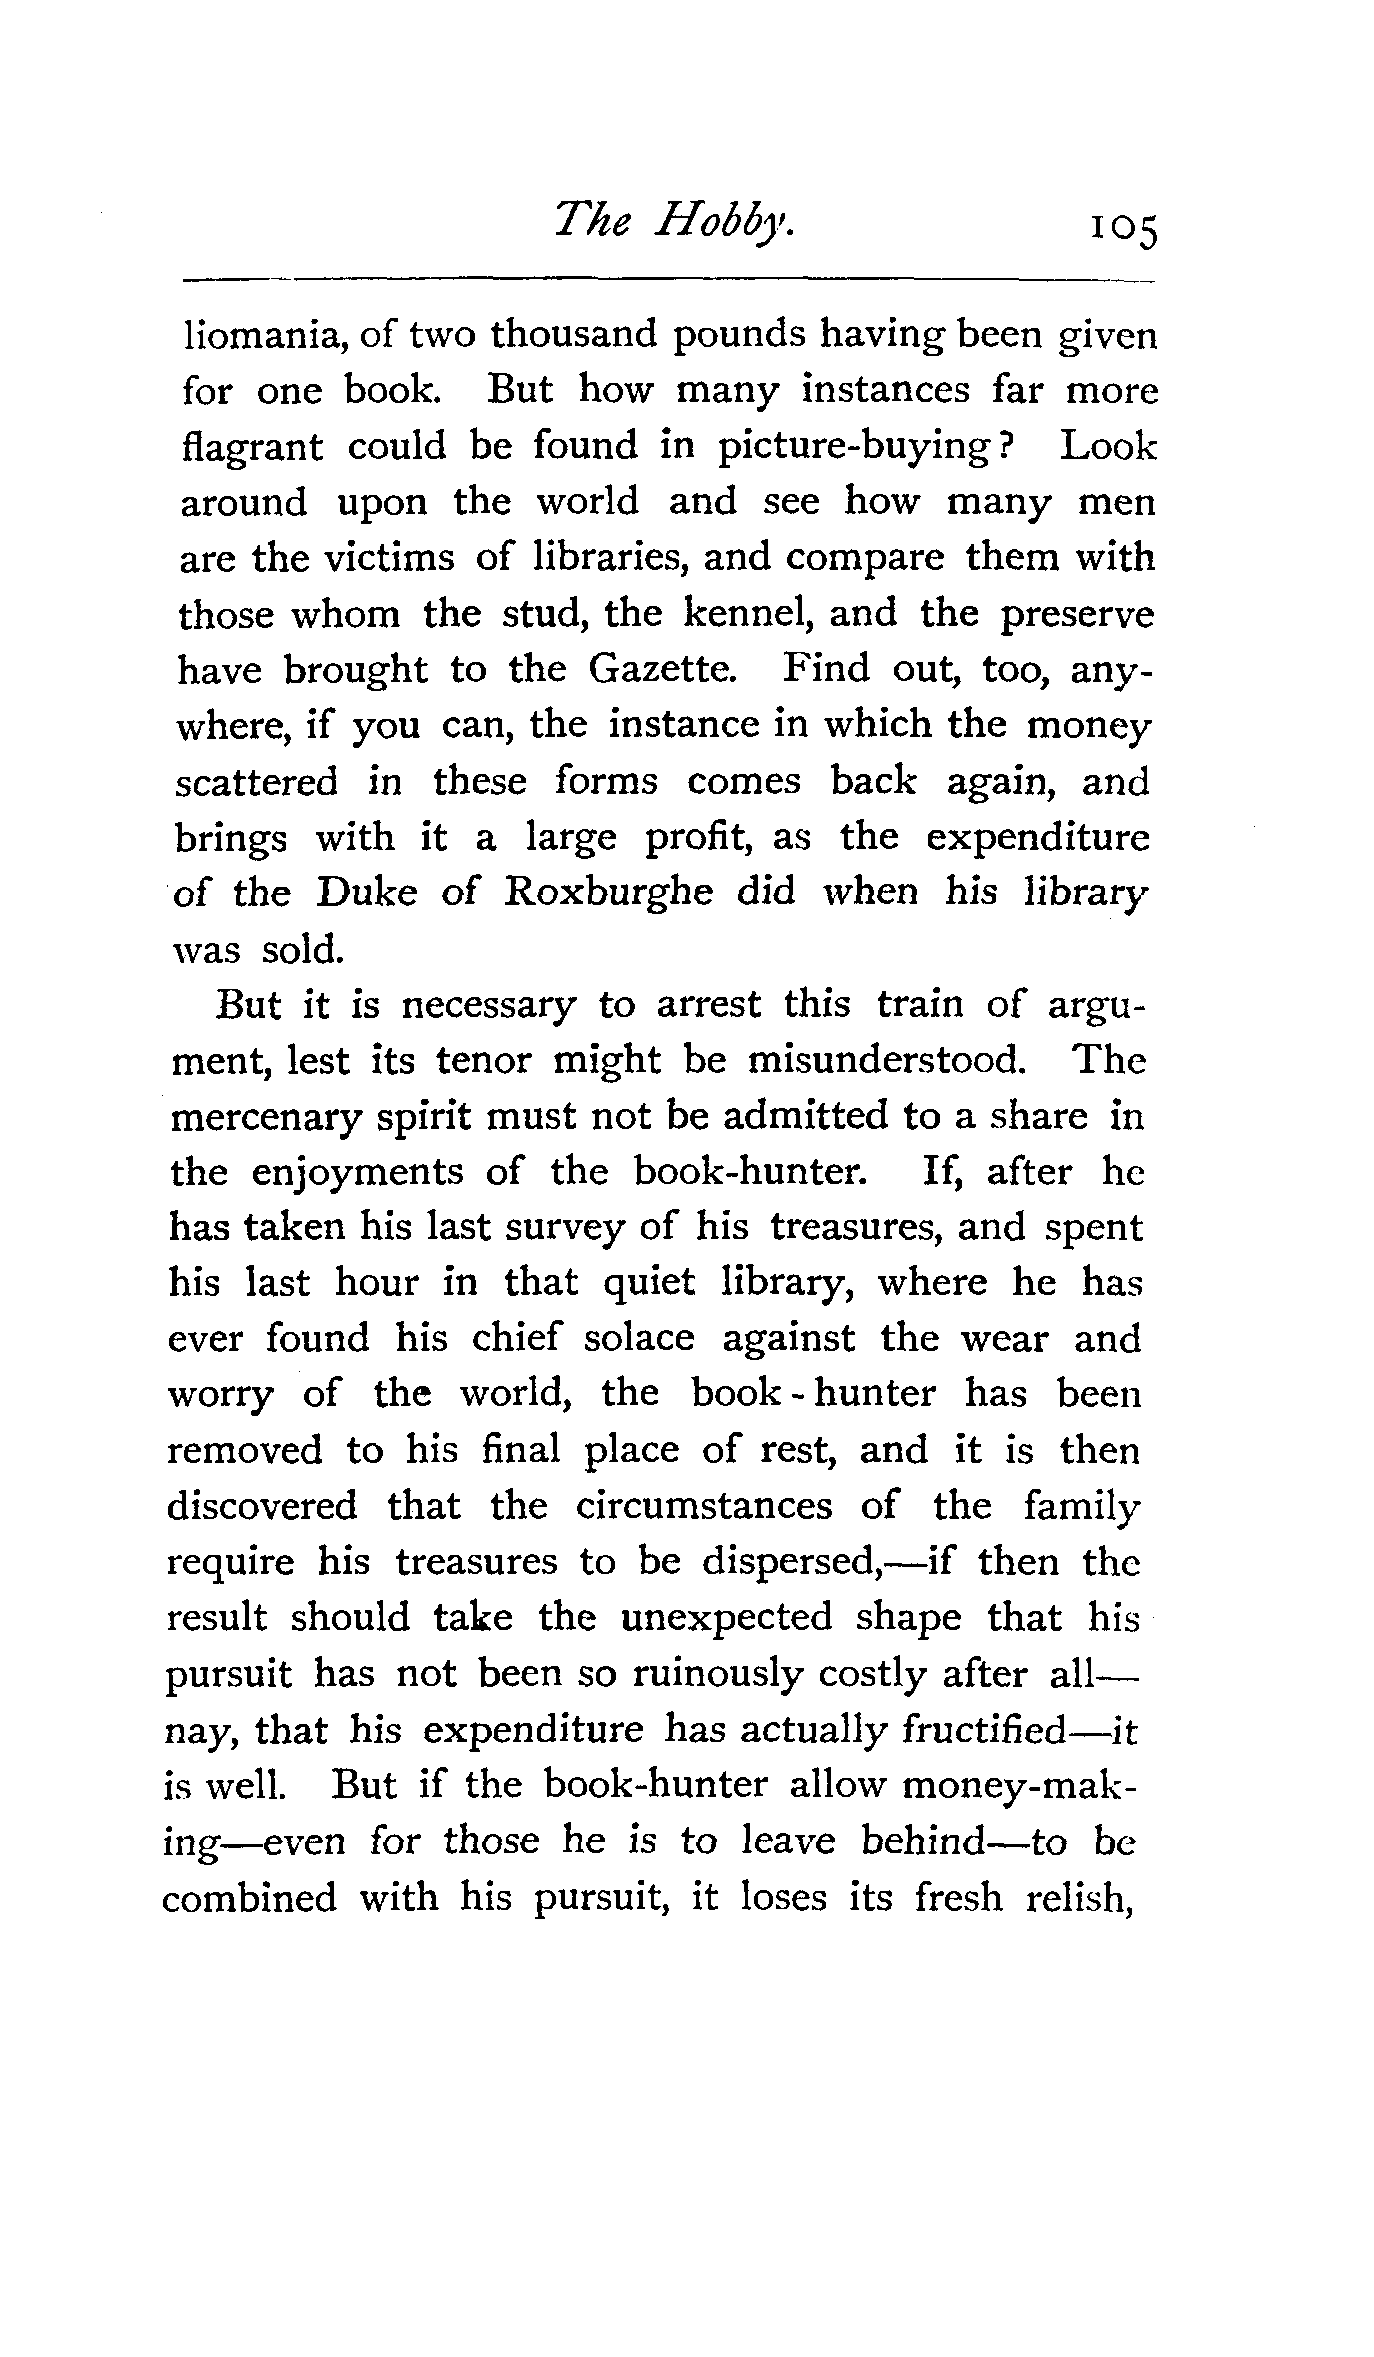 The Hobby. 105
liomania, of two thousand pounds having been given
for one book. But how many instances far more
flagrant could be found in picture-buying? Look
around upon the world and see how many men
are the victims of libraries, and compare them with
those whom the stud, the kennel, and the preserve
have brought to the Gazette. Find out, too, any-
where, if you can, the instance in which the money
scattered in these forms comes back again, and
brings with it a large profit, as the expenditure
of the Duke of Roxburghe did when his library
was sold.
But it is necessary to arrest this train of argu-
ment, lest its tenor might be misunderstood. The
mercenary spirit must not be admitted to a share in
the enjoyments of the book-hunter. If, after he
has taken his last survey of his treasures, and spent
his last hour in that quiet library, where he has
ever found his chief solace against the wear and
worry of the world, the book-hunter has been
removed to his final place of rest, and it is then
discovered that the circumstances of the family
require his treasures to be dispersed,—if then the
result should take the unexpected shape that his
pursuit has not been so ruinously costly after all—
nay, that his expenditure has actually fructified—it
is well. But if the book-hunter allow money-mak-
ing—even for those he is to leave behind—to be
combined with his pursuit, it loses its fresh relish,